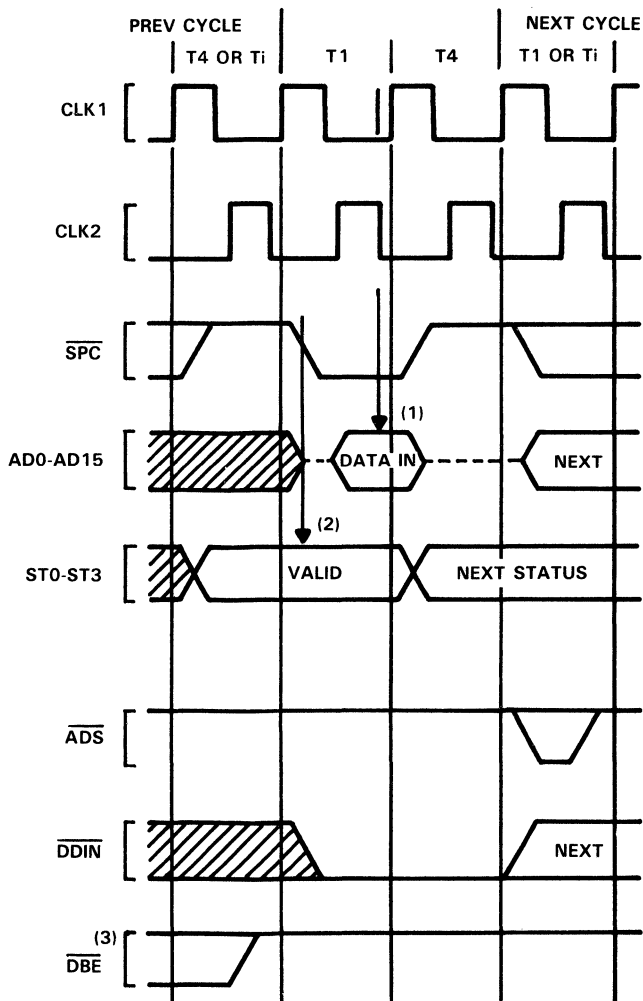 PREV CYCLE NEXT CYCLE
T4 OR Ti T1 T4 T1 OR Ti
CLK1
CLK2
SPC
(1)
AD0-AD15 DATA IN NEXT
(2)
ST0-ST3 VALID NEXT STATUS
ADS
DDIN NEXT
(3)
DBE